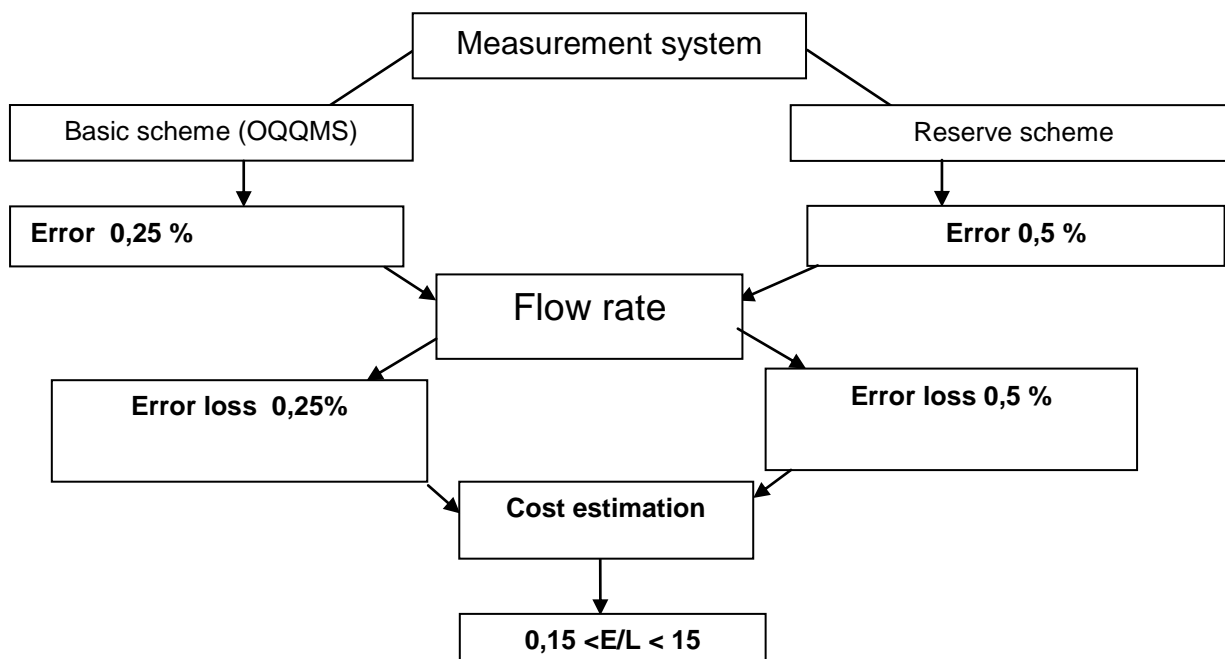 Measurement system
Basic scheme (OQQMS)
Reserve scheme
Error 0,25 %
Error 0,5 %
Flow rate
Error loss 0,25%
Error loss 0,5 %
Cost estimation
0,15 <E/L < 15